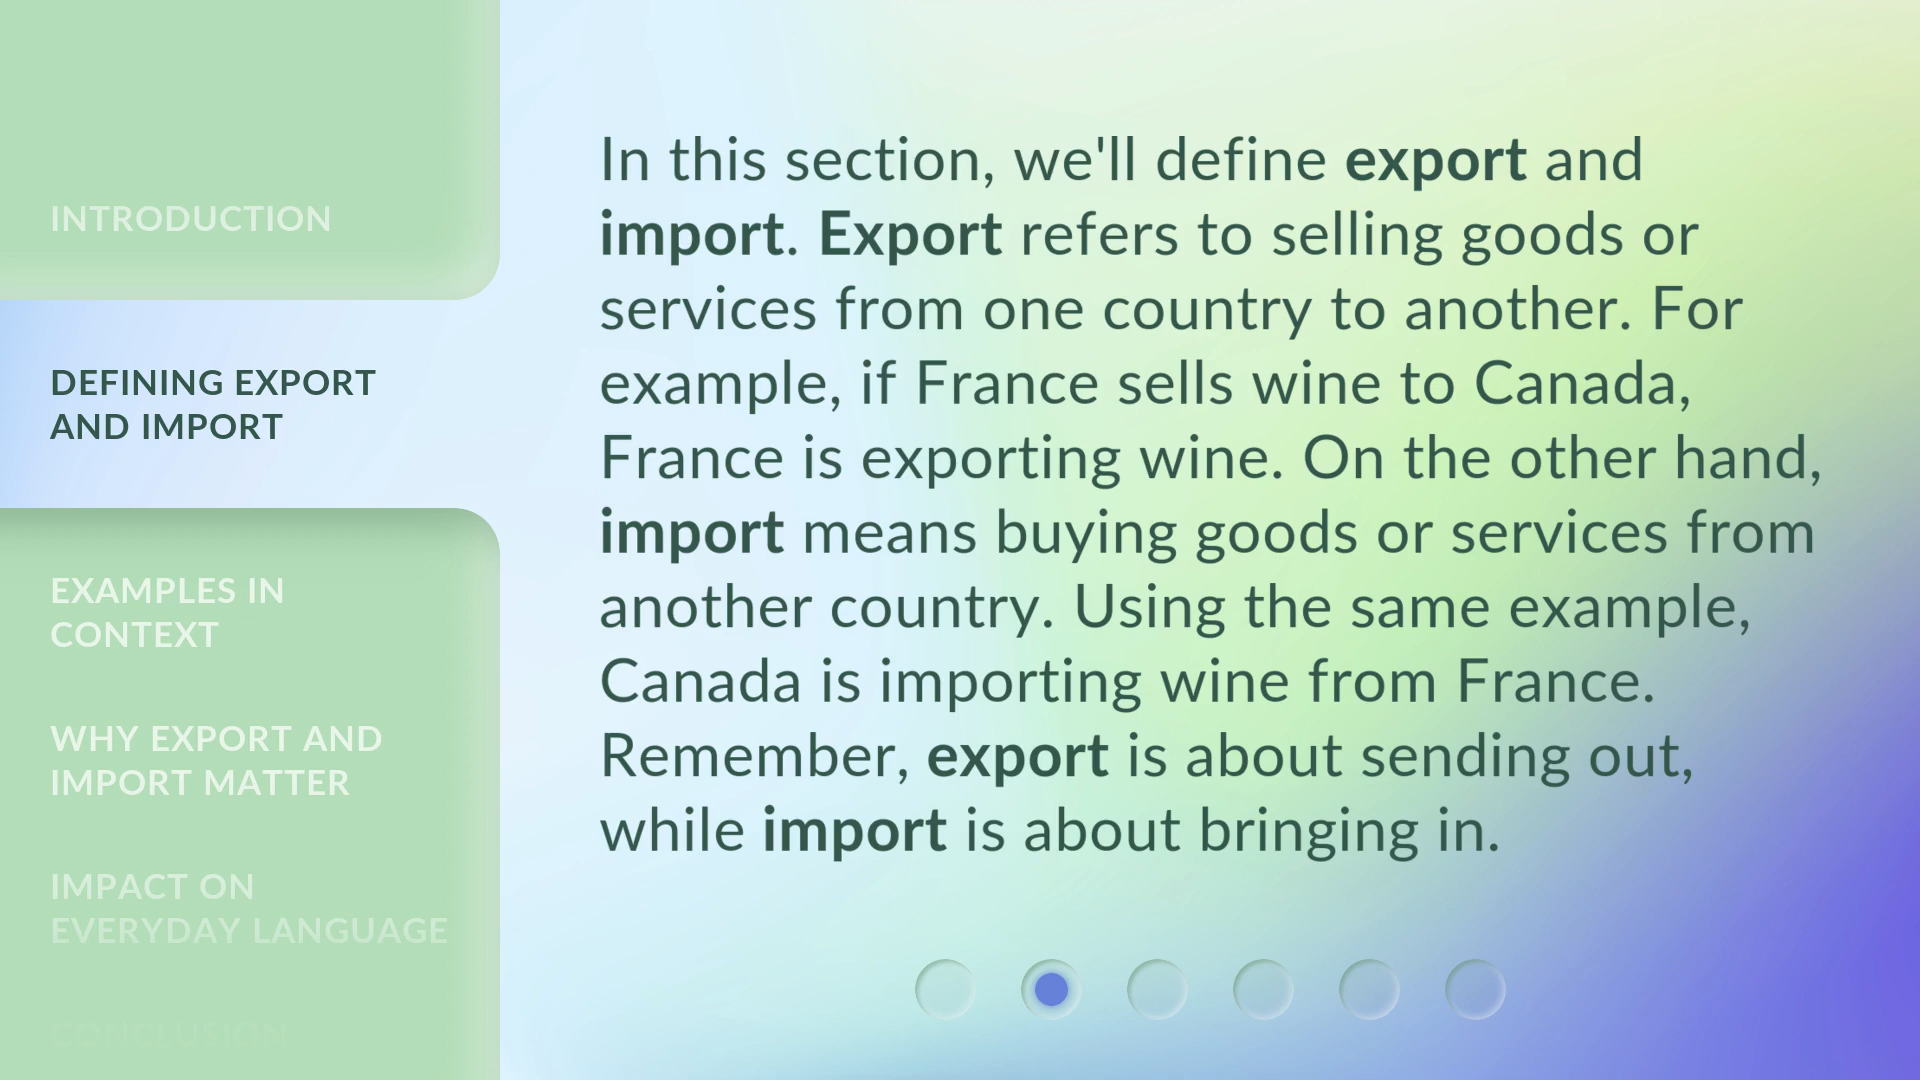 INTRODUCTION
DEFINING EXPORT
AND IMPORT
EXAMPLES IN
CONTEXT
WHY EXPORT AND
IMPORT MATTER
IMPACT ON
EVERYDAY LANGUAGE
CONCLUSION
In this section, we'll define export and
import. Export refers to selling goods or
services from one country to another. For
example, if France sells wine to Canada,
France is exporting wine. On the other hand,
import means buying goods or services from
another country. Using the same example,
Canada is importing wine from France.
Remember, export is about sending out,
while import is about bringing in.